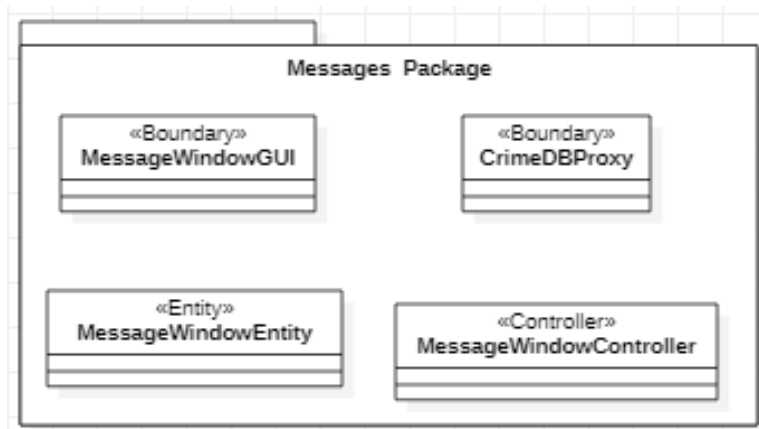 Messages Package
«Boundary»
MessageWindowGUI
«Boundary»
CrimeDBProxy
«Entity»
MessageWindowEntity
«Controller»
MessageWindowController